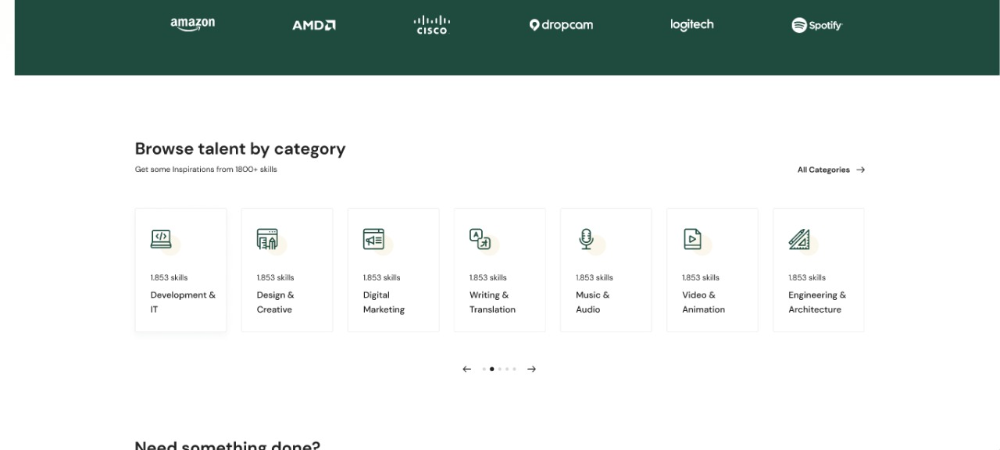 amazon
AMD
CISCO
dropcam
logitech
Spotify
Browse talent by category
Get some Inspirations from 1800+ skills
All Categories
1.853 skills
Development &
IT
1.853 skills
Design &
Creative
1.853 skills
Digital
Marketing
1.853 skills
Writing &
Translation
1.853 skills
Music &
Audio
1.853 skills
Video &
Animation
1.853 skills
Engineering &
Architecture
Need something done?